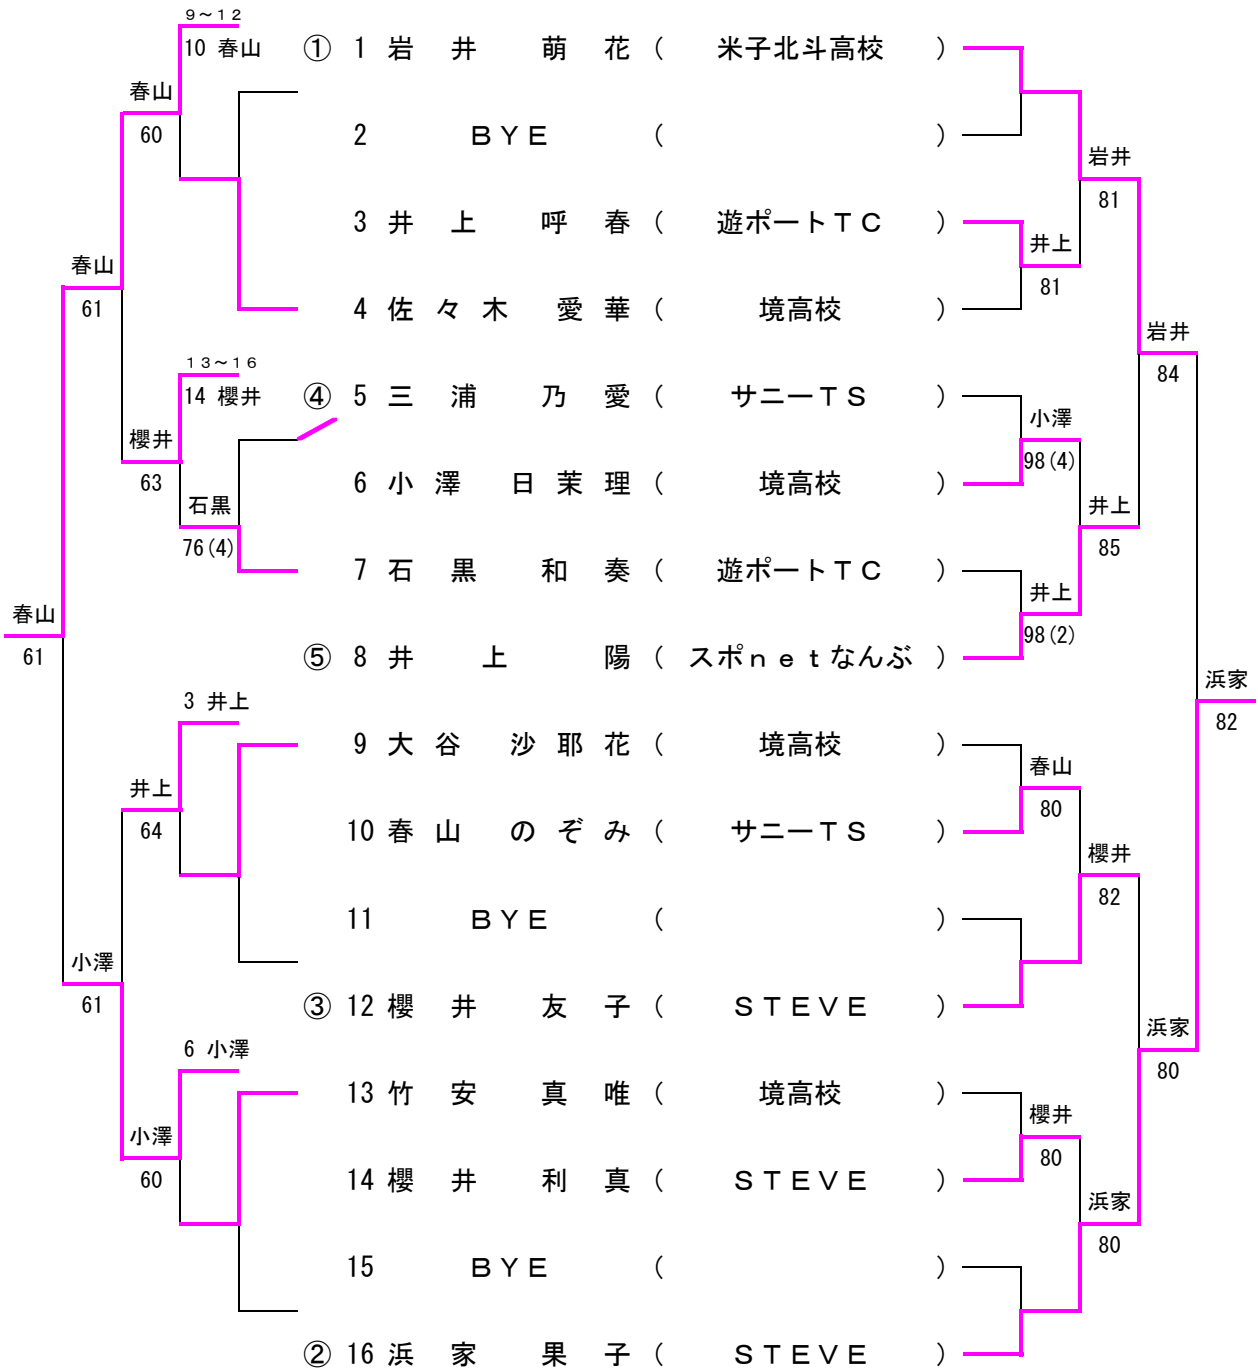 9～12
10 春山
① 1 岩井 萌花 （ 米子北斗高校 ）
春山
60
2 BYE （ ）
岩井
81
3 井上 呼春 （ 遊ポートTC ）
井上
81
春山
61
4 佐々木 愛華 （ 境高校 ）
岩井
84
13～16
14 櫻井
④ 5 三浦 乃愛 （ サニーTS ）
小澤
98(4)
櫻井
63
6 小澤 日茉理 （ 境高校 ）
石黒
76(4)
井上
85
7 石黒 和奏 （ 遊ポートTC ）
井上
98(2)
春山
61
⑤ 8 井上 陽 （ スポnetなんぶ ）
浜家
82
3 井上
9 大谷 沙耶花 （ 境高校 ）
春山
80
井上
64
10 春山 のぞみ （ サニーTS ）
櫻井
82
11 BYE （ ）
小澤
61
③ 12 櫻井 友子 （ STEVE ）
浜家
80
6 小澤
13 竹安 真唯 （ 境高校 ）
櫻井
80
小澤
60
14 櫻井 利真 （ STEVE ）
浜家
80
15 BYE （ ）
② 16 浜家 果子 （ STEVE ）